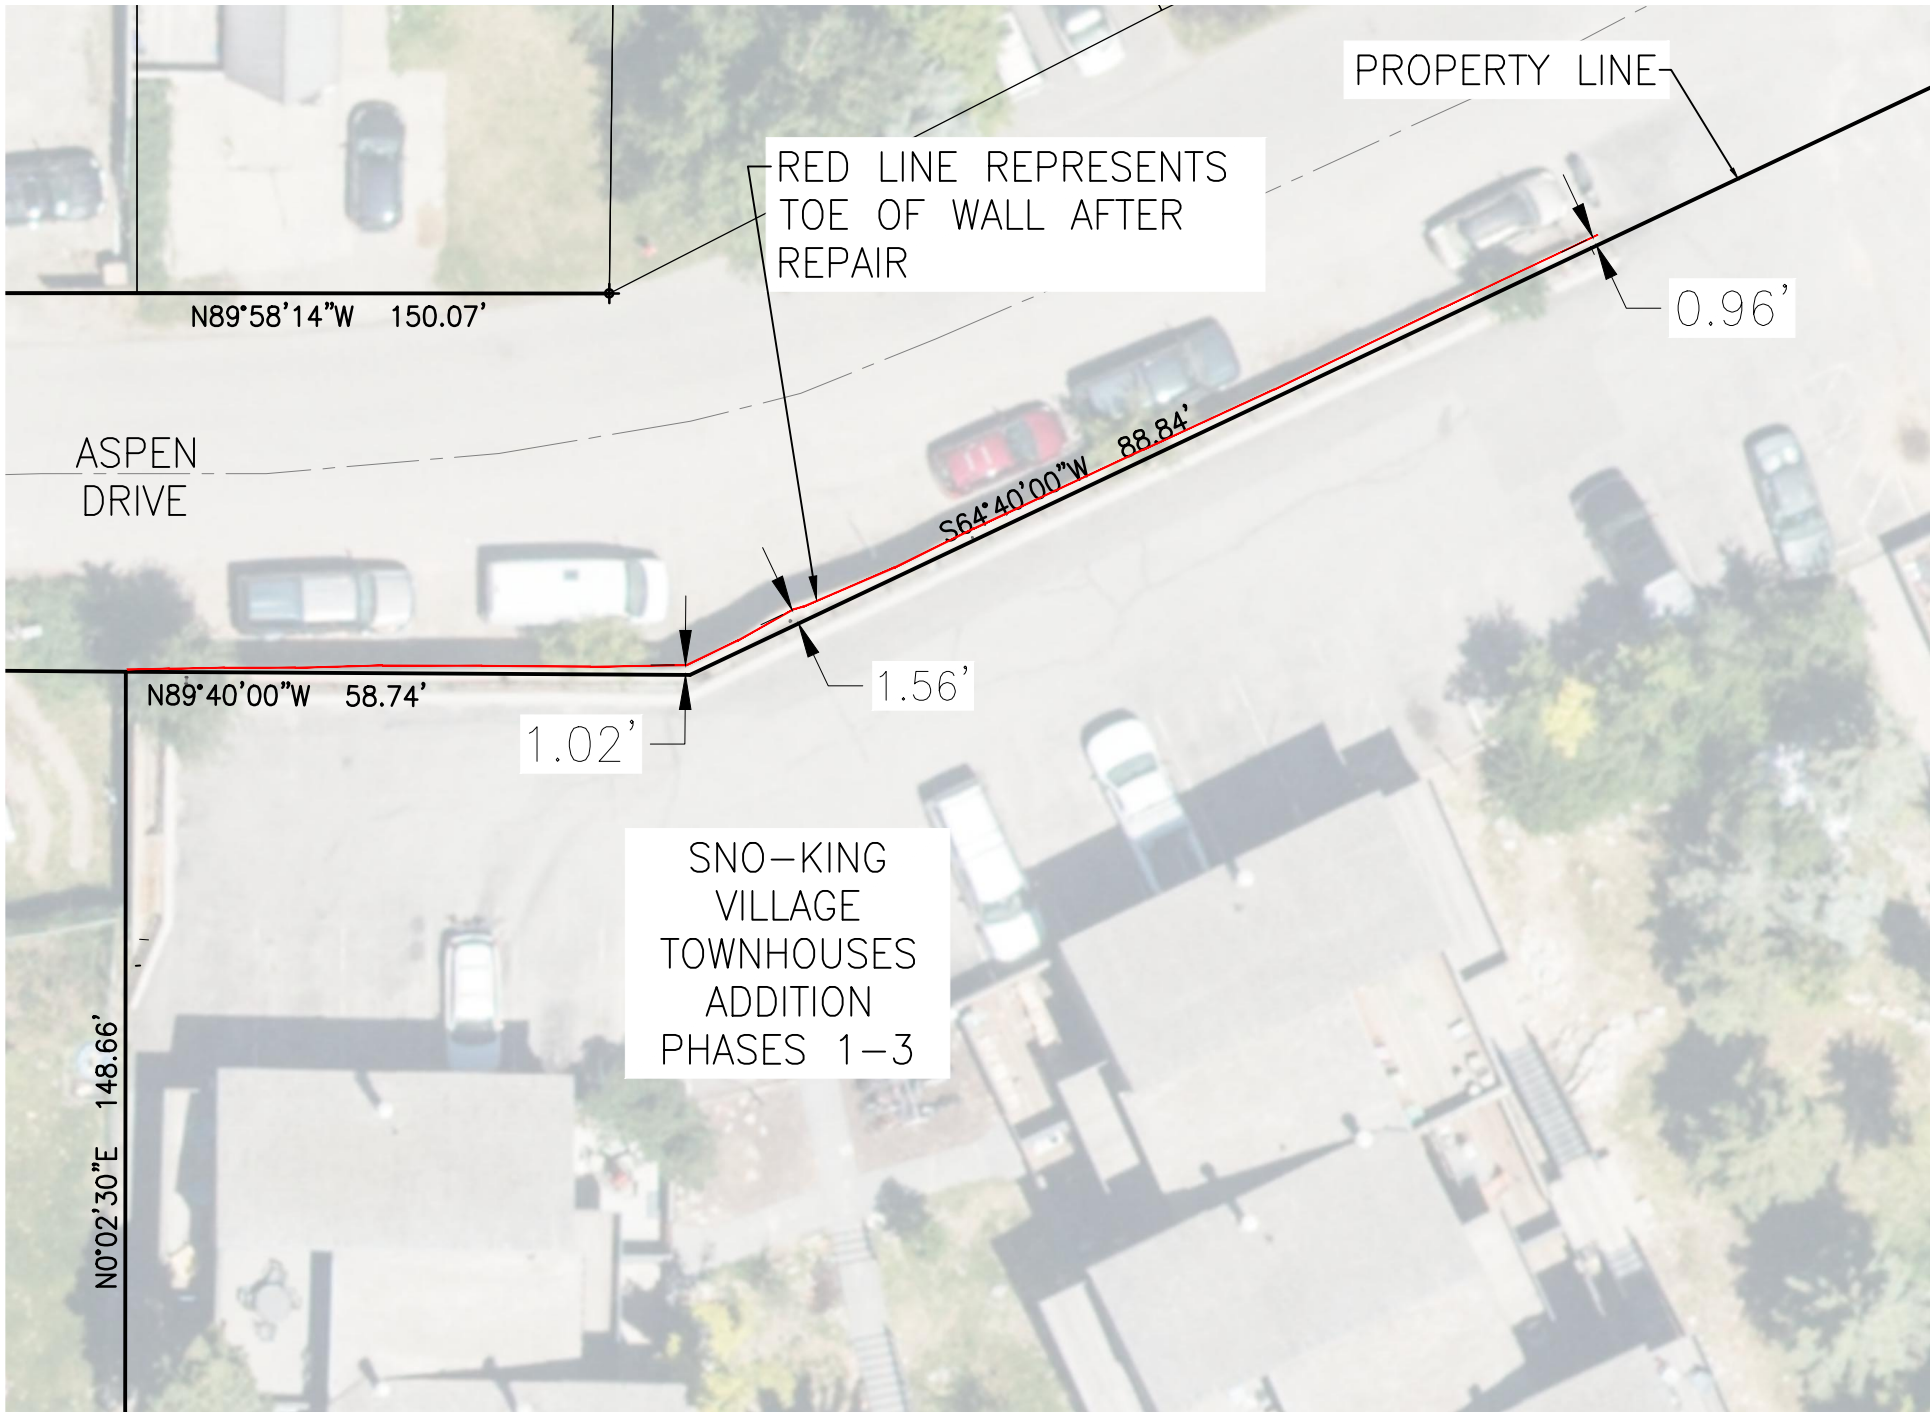 PROPERTY LINE
RED LINE REPRESENTS
TOE OF WALL AFTER
REPAIR
N89°58'14"W 150.07'
0.96'
88.84'
S64°40'00"W
ASPEN
DRIVE
1.56'
N89°40'00"W 58.74'
1.02'
SNO-KING
VILLAGE
TOWNHOUSES
ADDITION
PHASES 1-3
N0°02'30"E 148.66'